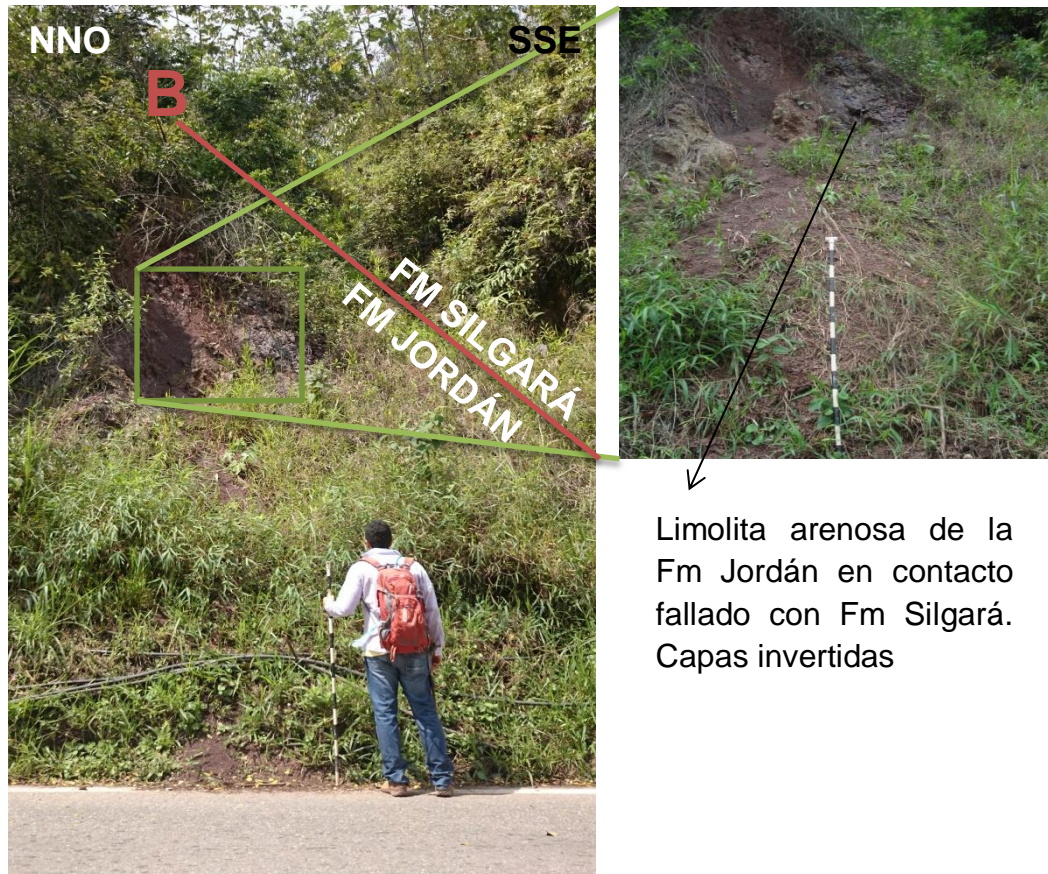 NNO
SSE
B
FM SILGARÁ
FM JORDÁN
Limolita arenosa de la
Fm Jordán en contacto
fallado con Fm Silgará.
Capas invertidas